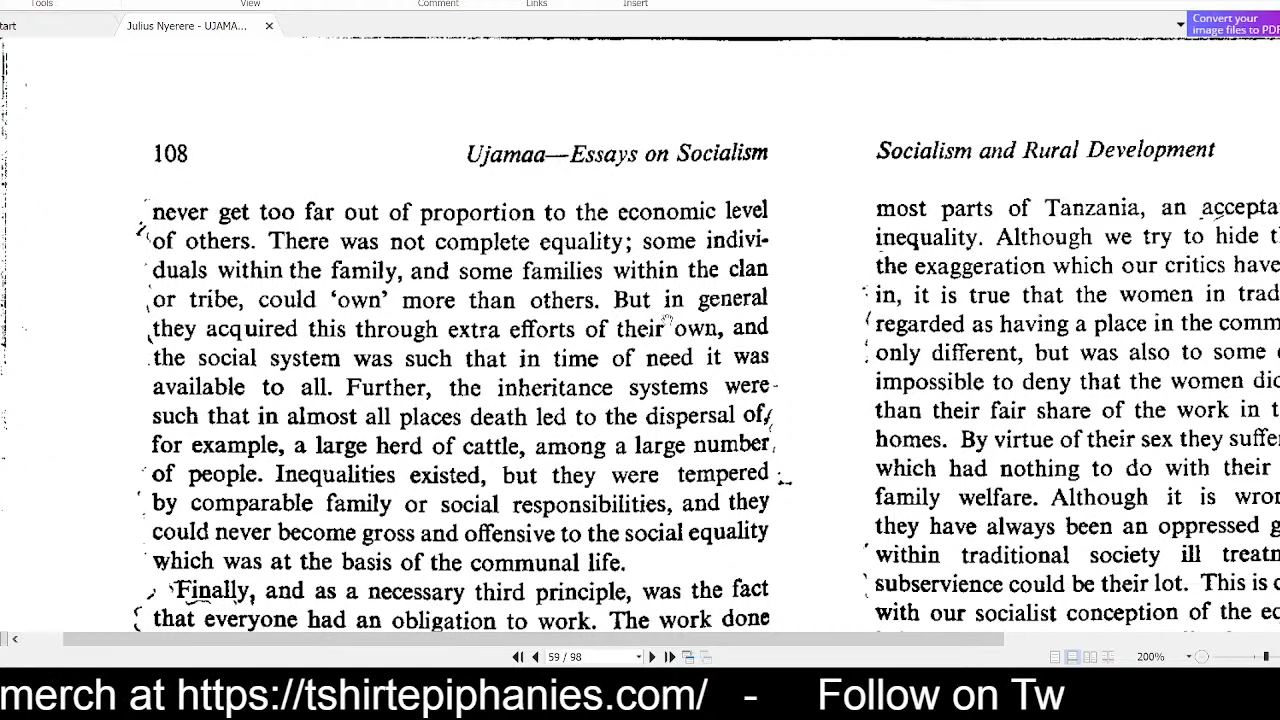 Tools View Comment Links Insert
tart Julius Nyerere - UJAMA... Convert your
image files to PDF
108 Ujamaa—Essays on Socialism
never get too far out of proportion to the economic level
of others. There was not complete equality; some indivi-
duals within the family, and some families within the clan
or tribe, could ‘own’ more than others. But in general
they acquired this through extra efforts of their own, and
the social system was such that in time of need it was
available to all. Further, the inheritance systems were
such that in almost all places death led to the dispersal of,
for example, a large herd of cattle, among a large number
of people. Inequalities existed, but they were tempered
by comparable family or social responsibilities, and they
could never become gross and offensive to the social equality
which was at the basis of the communal life.
Finally, and as a necessary third principle, was the fact
that everyone had an obligation to work. The work done
Socialism and Rural Development
most parts of Tanzania, an accepta
inequality. Although we try to hide t
the exaggeration which our critics have
in, it is true that the women in trad
regarded as having a place in the comm
only different, but was also to some
impossible to deny that the women did
than their fair share of the work in t
homes. By virtue of their sex they suffe
which had nothing to do with their
family welfare. Although it is wron
they have always been an oppressed g
within traditional society ill treatm
subservience could be their lot. This is c
with our socialist conception of the eq
59 / 98 200%
merch at https://tshirtepiphanies.com/ - Follow on Tw